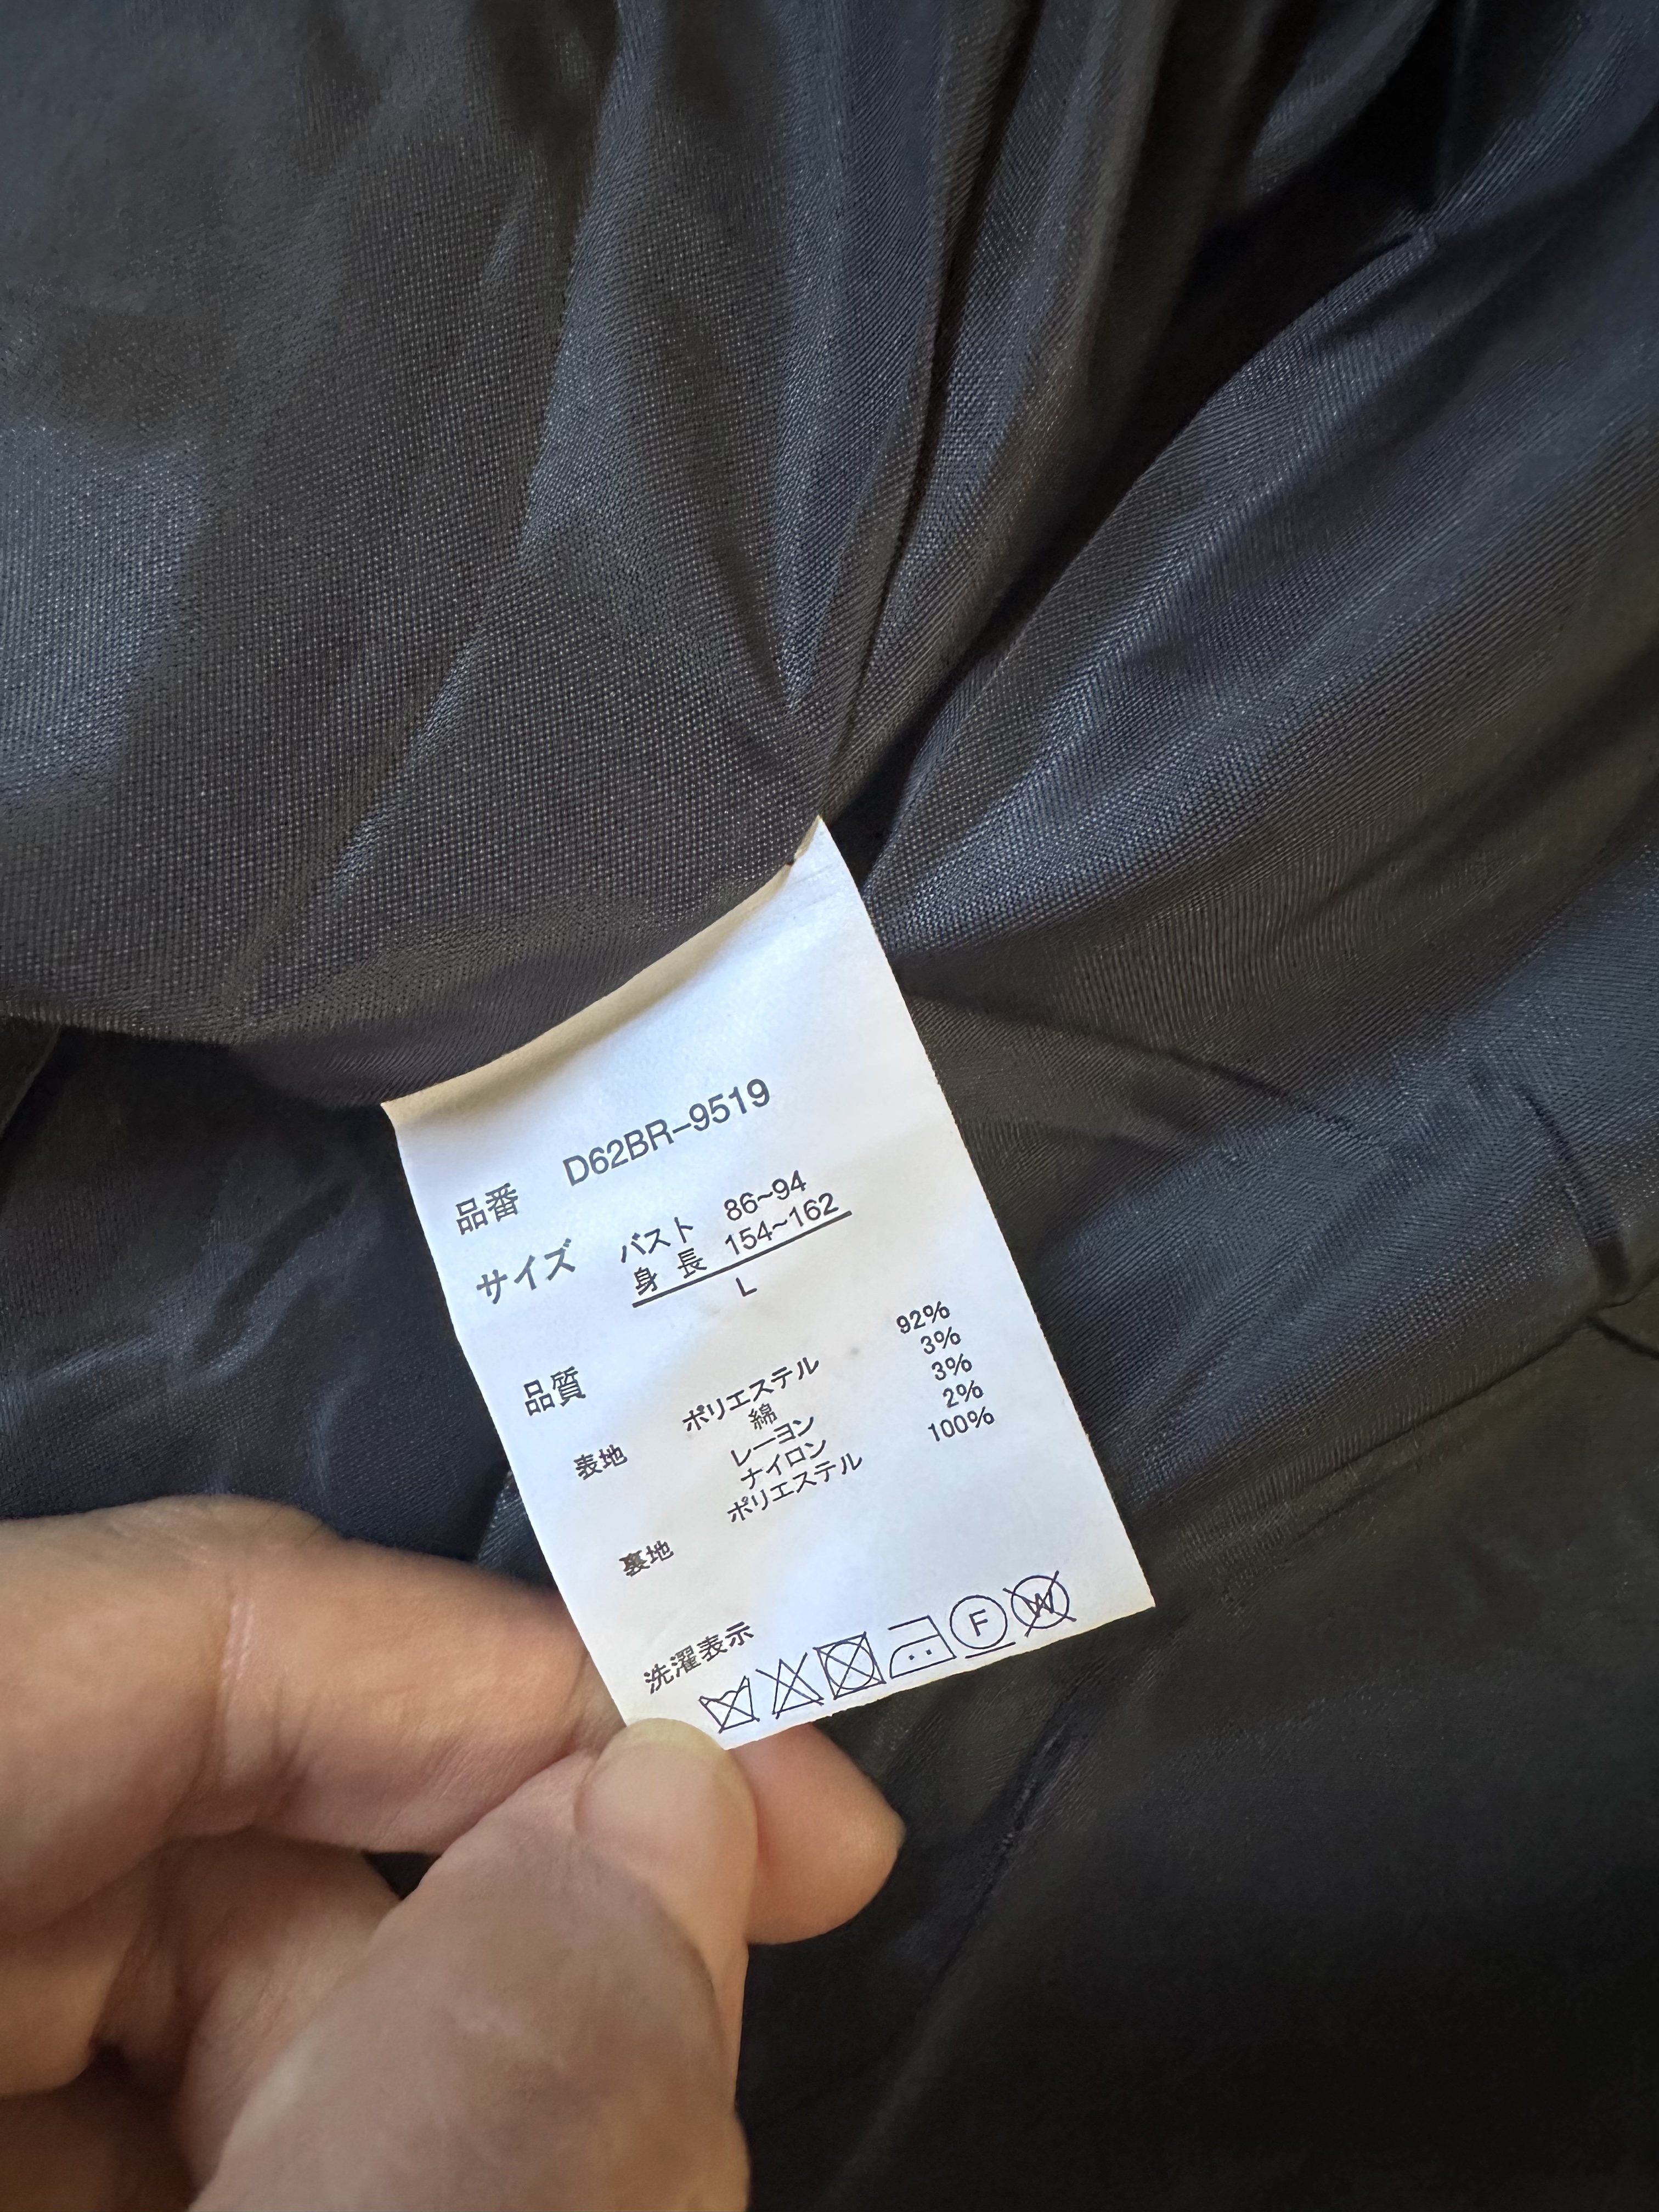 品番 D62BR-9519
サイズ バスト 86~94
身長 154~162
L
品質
表地 ポリエステル 92%
綿 3%
レーヨン 3%
ナイロン 2%
裏地 ポリエステル 100%
洗濯表示
F W